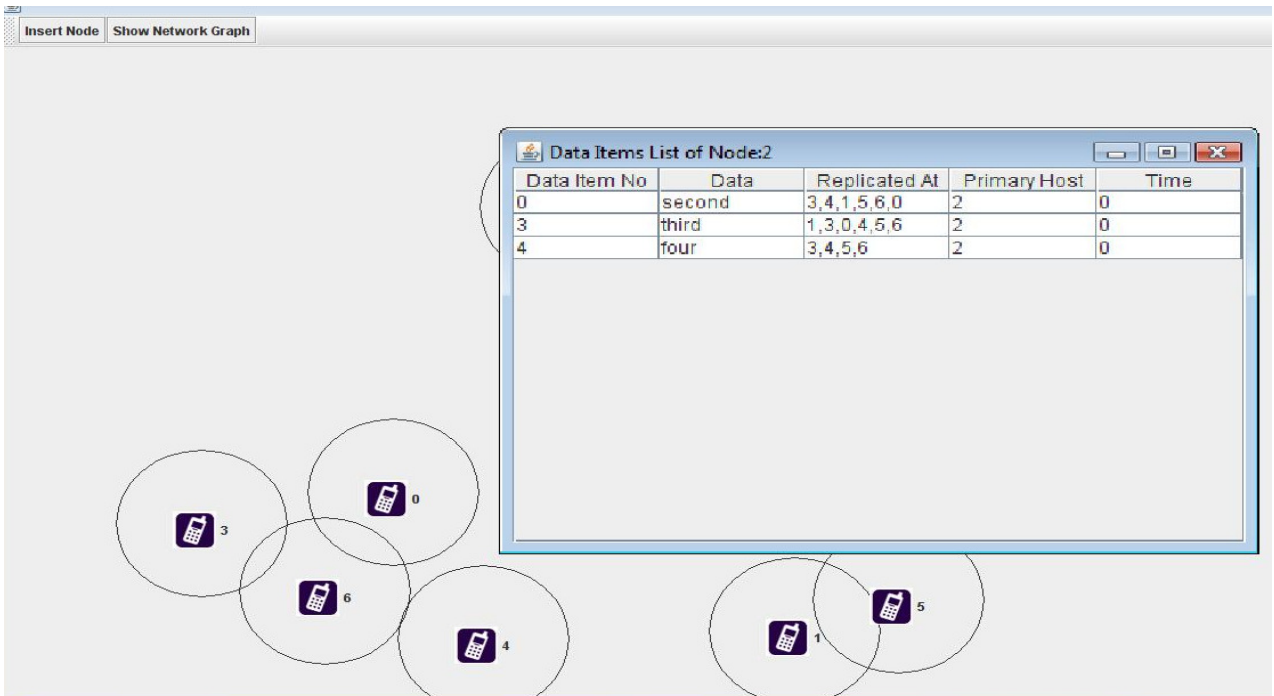 Insert Node Show Network Graph
Data Items List of Node:2
Data Item No Data Replicated At Primary Host Time
0 second 3,4,1,5,6,0 2 0
3 third 1,3,0,4,5,6 2 0
4 four 3,4,5,6 2 0
0
3
6
5
1
4